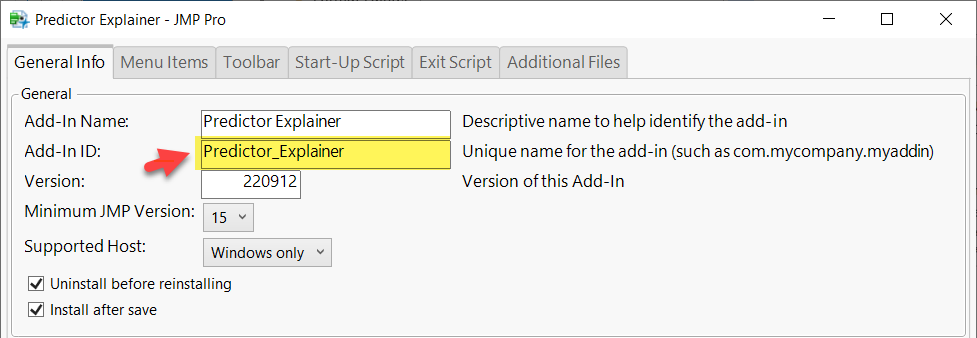 Predictor Explainer - JMP Pro
General Info Menu Items Toolbar Start-Up Script Exit Script Additional Files
General
Add-In Name: Predictor Explainer Descriptive name to help identify the add-in
Add-In ID: Predictor_Explainer Unique name for the add-in (such as com.mycompany.myaddin)
Version: 220912 Version of this Add-In
Minimum JMP Version: 15
Supported Host: Windows only
Uninstall before reinstalling
Install after save